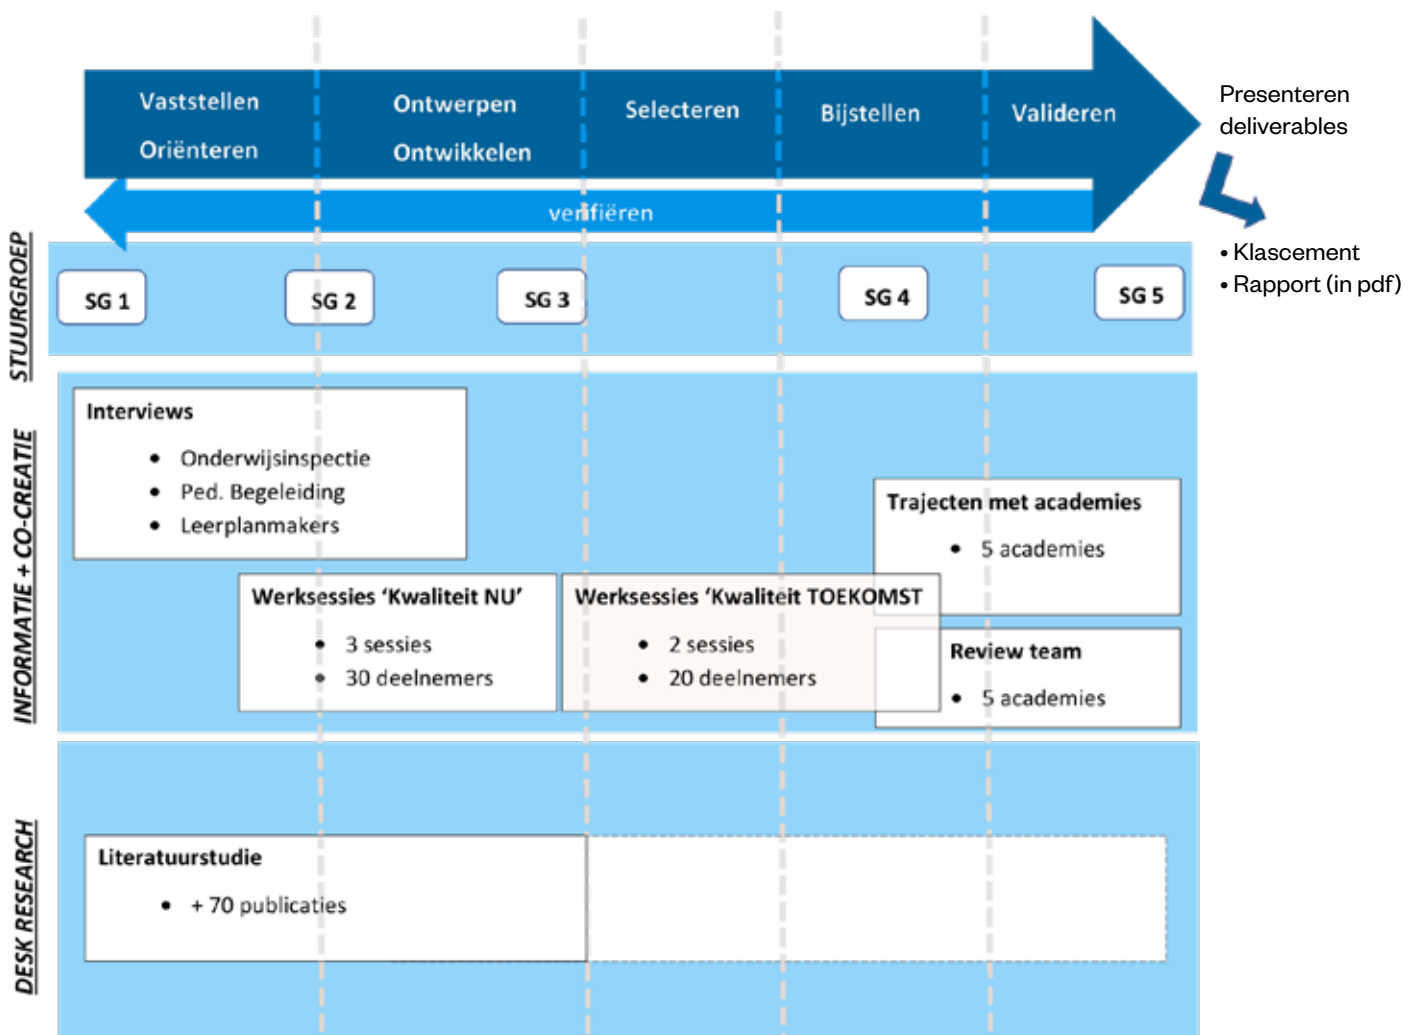 Vaststellen
Oriënteren
Ontwerpen
Ontwikkelen
Selecteren
Bijstellen
Valideren
Presenteren
deliverables
verifiëren
• Klascement
• Rapport (in pdf)
STUURGROEP
SG 1
SG 2
SG 3
SG 4
SG 5
INFORMATIE + CO-CREATIE
Interviews
• Onderwijsinspectie
• Ped. Begeleiding
• Leerplanmakers
Werksessies ‘Kwaliteit NU’
• 3 sessies
• 30 deelnemers
Werksessies ‘Kwaliteit TOEKOMST
• 2 sessies
• 20 deelnemers
Trajecten met academies
• 5 academies
Review team
• 5 academies
DESK RESEARCH
Literatuurstudie
• + 70 publicaties